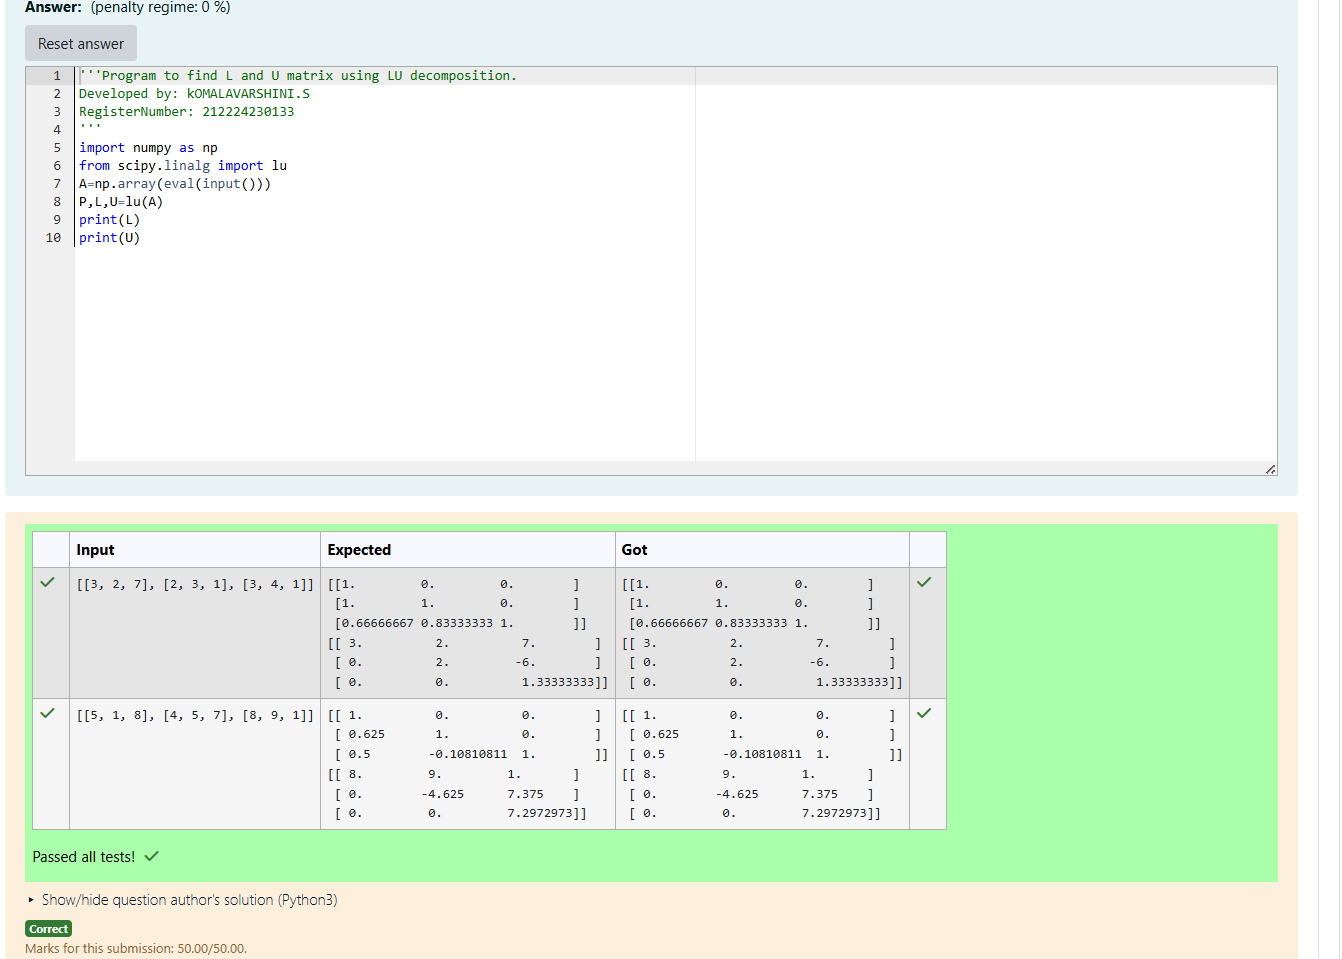 Answer: (penalty regime: 0 %)
Reset answer
1 '''Program to find L and U matrix using LU decomposition.
2 Developed by: kOMALAVARSHINI.S
3 RegisterNumber: 212224230133
4 '''
5 import numpy as np
6 from scipy.linalg import lu
7 A=np.array(eval(input()))
8 P,L,U=lu(A)
9 print(L)
10 print(U)
Input Expected Got
[[3, 2, 7], [2, 3, 1], [3, 4, 1]] [[1. 0. 0. ] [[1. 0. 0. ]
[1. 1. 0. ] [1. 1. 0. ]
[0.66666667 0.83333333 1. ]] [0.66666667 0.83333333 1. ]]
[[ 3. 2. 7. ] [[ 3. 2. 7. ]
[ 0. 2. -6. ] [ 0. 2. -6. ]
[ 0. 0. 1.33333333]] [ 0. 0. 1.33333333]]
[[5, 1, 8], [4, 5, 7], [8, 9, 1]] [[ 1. 0. 0. ] [[ 1. 0. 0. ]
[ 0.625 1. 0. ] [ 0.625 1. 0. ]
[ 0.5 -0.10810811 1. ]] [ 0.5 -0.10810811 1. ]]
[[ 8. 9. 1. ] [[ 8. 9. 1. ]
[ 0. -4.625 7.375 ] [ 0. -4.625 7.375 ]
[ 0. 0. 7.2972973]] [ 0. 0. 7.2972973]]
Passed all tests!
Show/hide question author's solution (Python3)
Correct
Marks for this submission: 50.00/50.00.